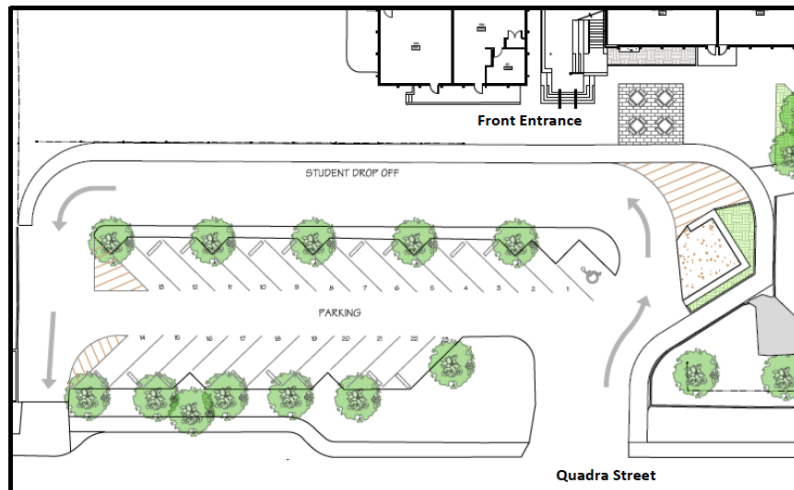 Front Entrance
STUDENT DROP OFF
13 12 11 10 9 8 7 6 5 4 3 2 1
PARKING
14 15 16 17 18 19 20 21 22 23
Quadra Street